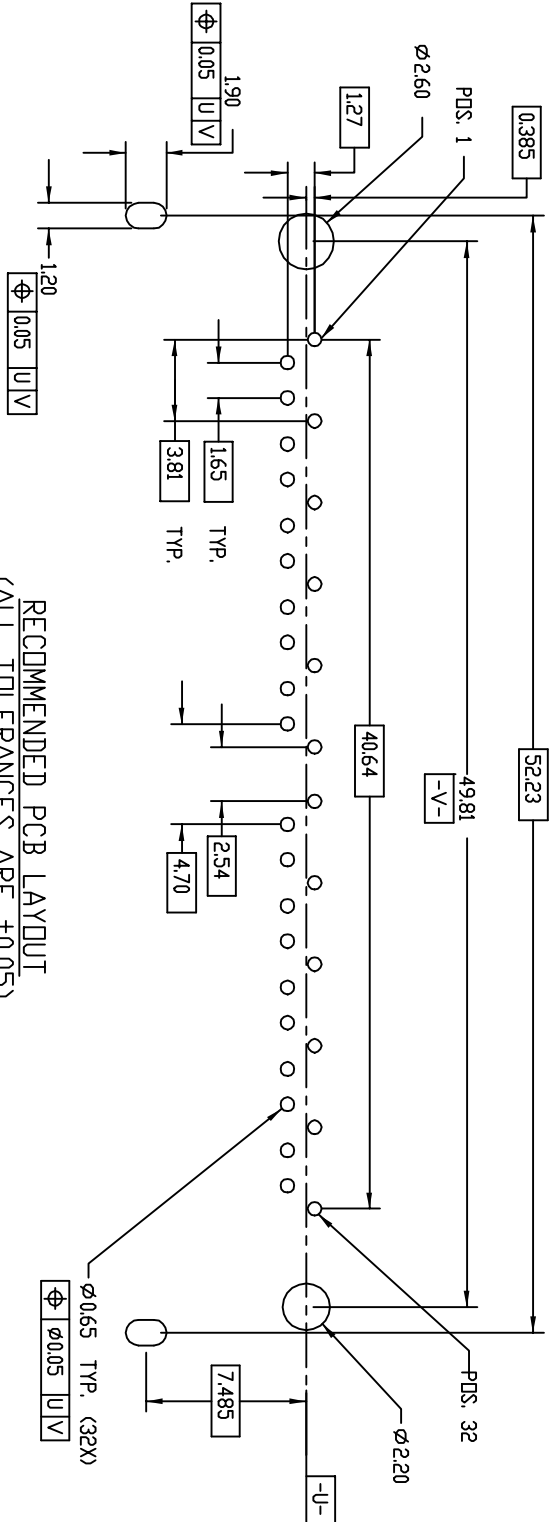 52.23
49.81
-V-
40.64
0.385
1.27
POS. 1
Ø2.60
POS. 32
Ø2.20
-U-
7.485
1.90
⌖ 0.05 U V
1.20
⌖ 0.05 U V
1.65 TYP.
3.81 TYP.
2.54
4.70
Ø0.65 TYP. (32X)
⌖ Ø0.05 U V
RECOMMENDED PCB LAYOUT
(ALL TOLERANCES ARE ±0.05)